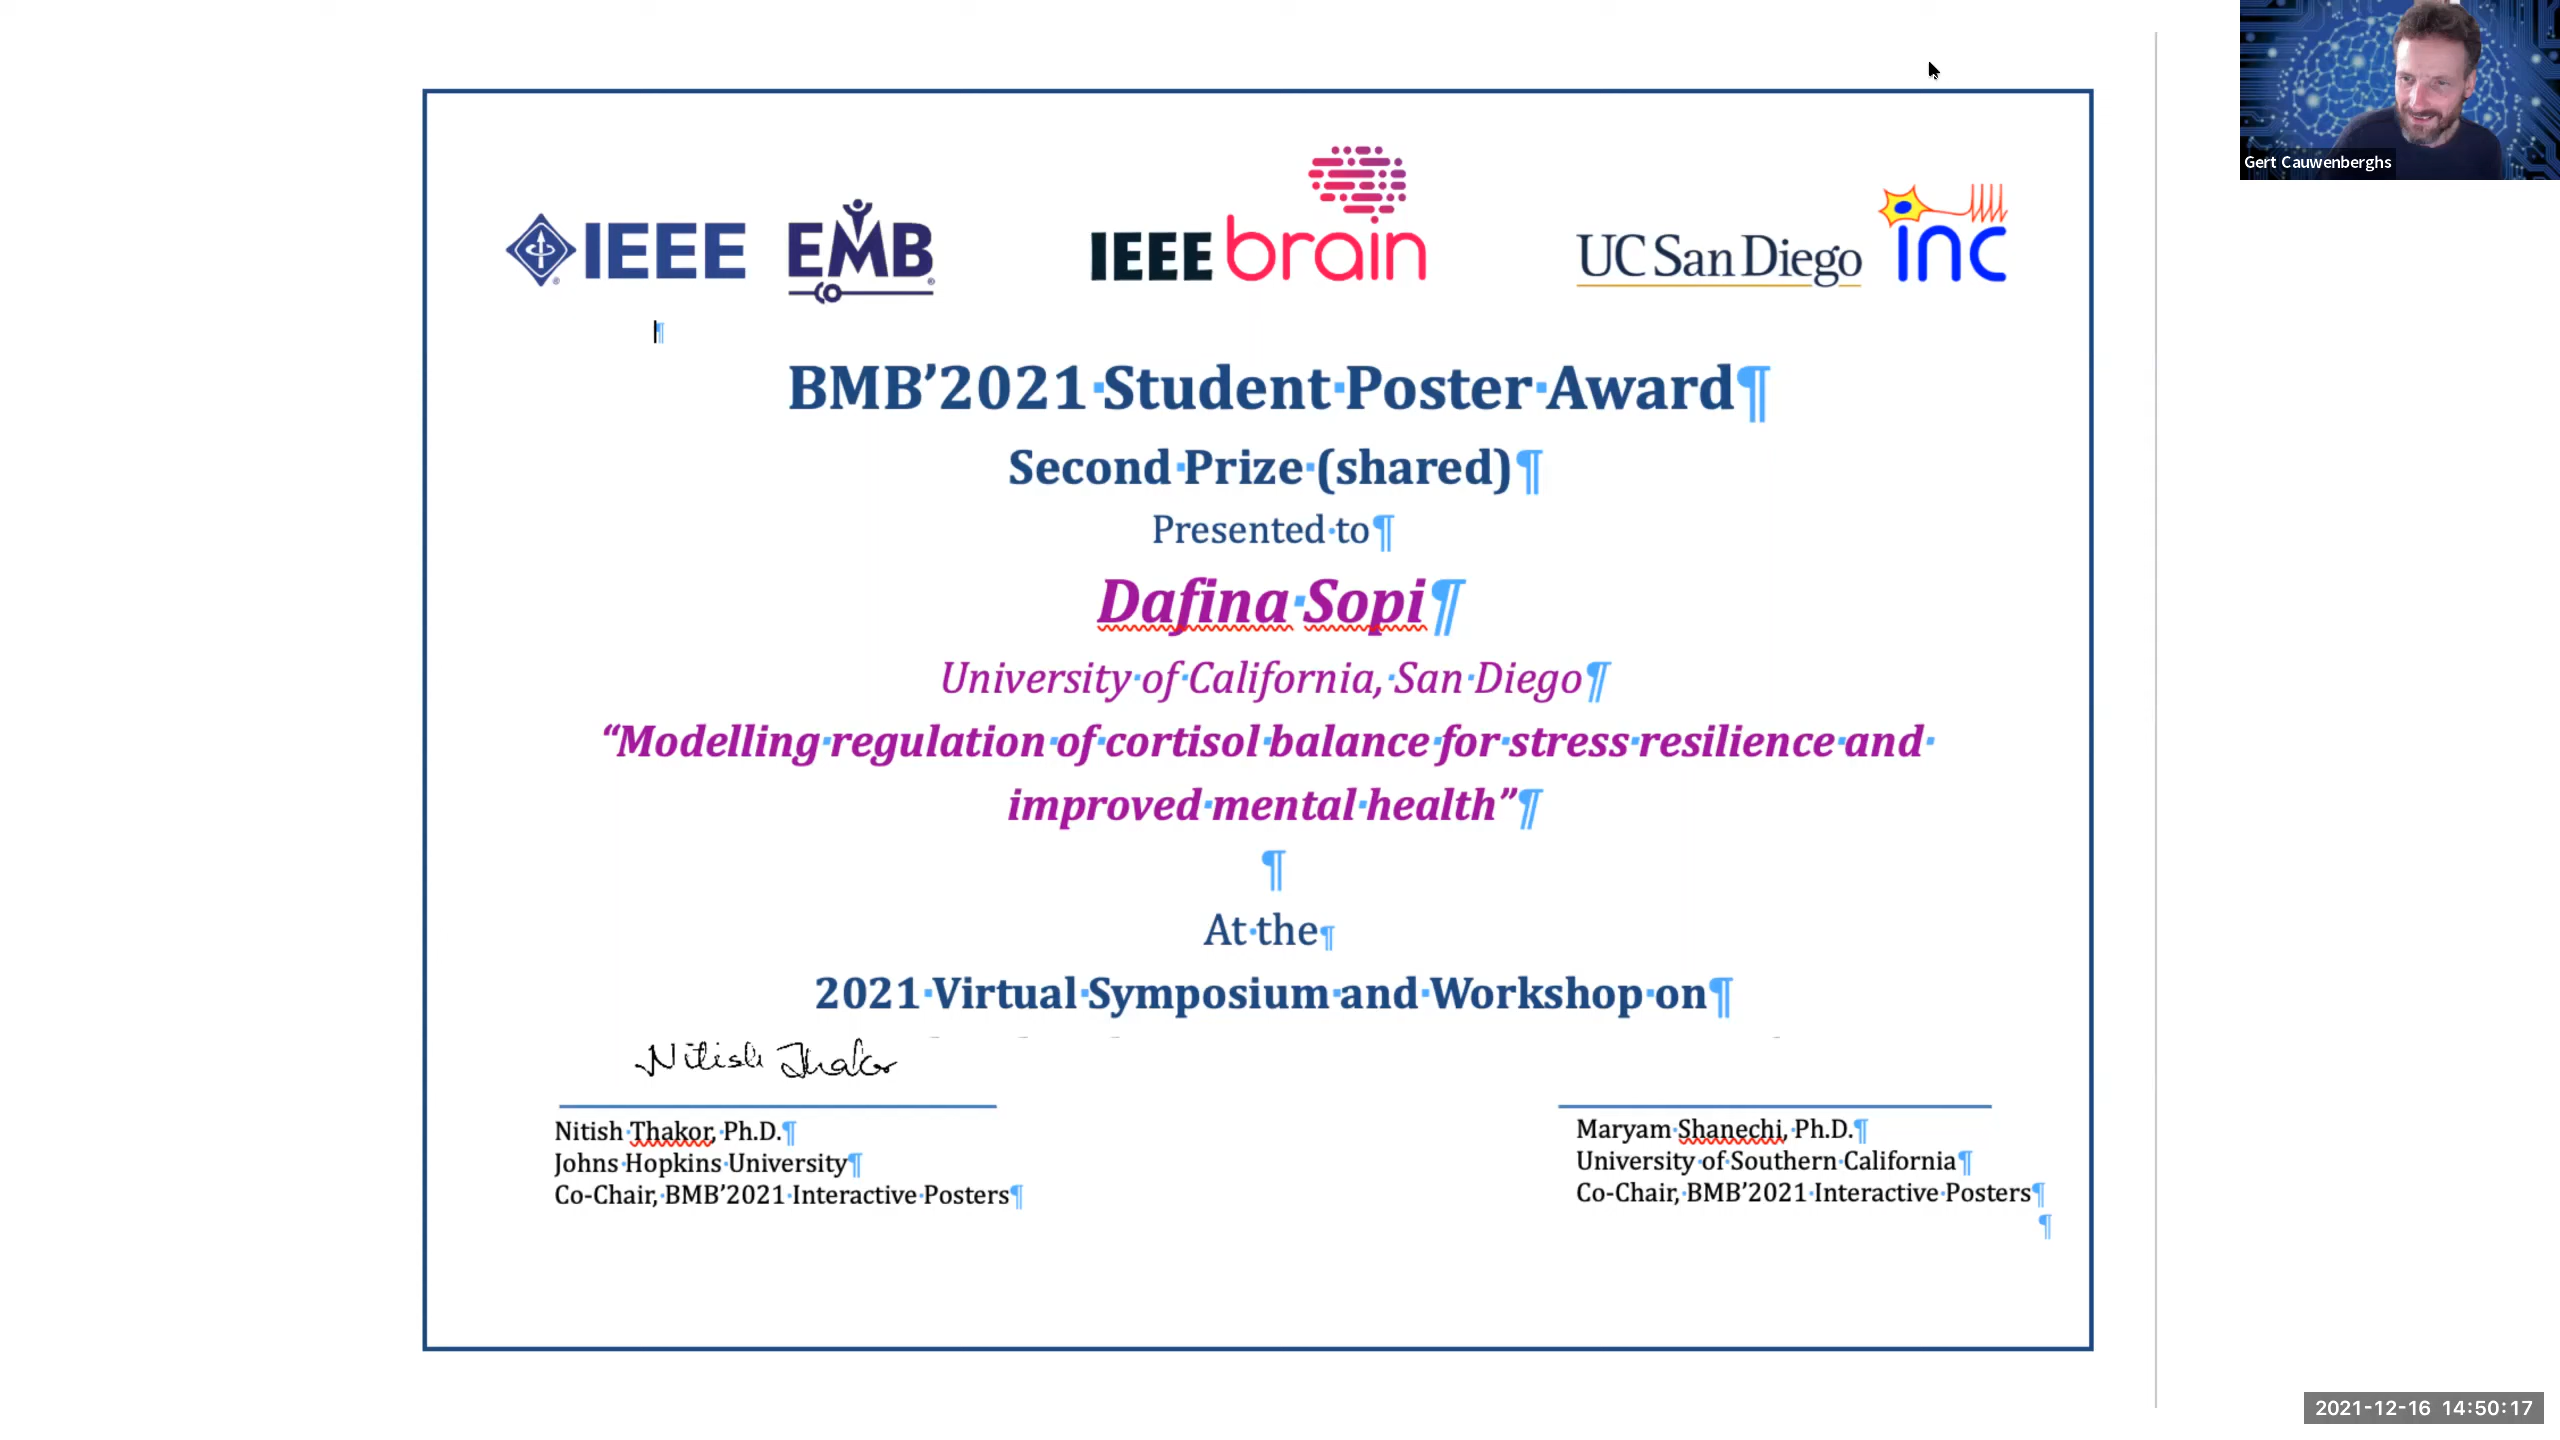 Gert Cauwenberghs
IEEE EMB IEEE brain UC San Diego inc
¶
BMB’2021·Student·Poster·Award¶
Second·Prize·(shared)¶
Presented·to¶
Dafina·Sopi¶
University·of·California,·San·Diego¶
“Modelling·regulation·of·cortisol·balance·for·stress·resilience·and·
improved·mental·health”¶
¶
At·the¶
2021·Virtual·Symposium·and·Workshop·on¶
Nitish Thakor
Nitish·Thakor,·Ph.D.¶
Johns·Hopkins·University¶
Co-Chair,·BMB’2021·Interactive·Posters¶
Maryam·Shanechi,·Ph.D.¶
University·of·Southern·California¶
Co-Chair,·BMB’2021·Interactive·Posters¶
¶
2021-12-16 14:50:17